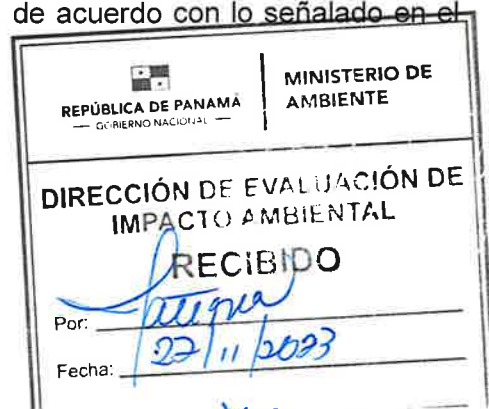 de acuerdo con lo señalado en el
REPÚBLICA DE PANAMÁ
— GOBIERNO NACIONAL —
MINISTERIO DE
AMBIENTE
DIRECCIÓN DE EVALUACIÓN DE
IMPACTO AMBIENTAL
RECIBIDO
Por:
Fecha: 27/11/2023